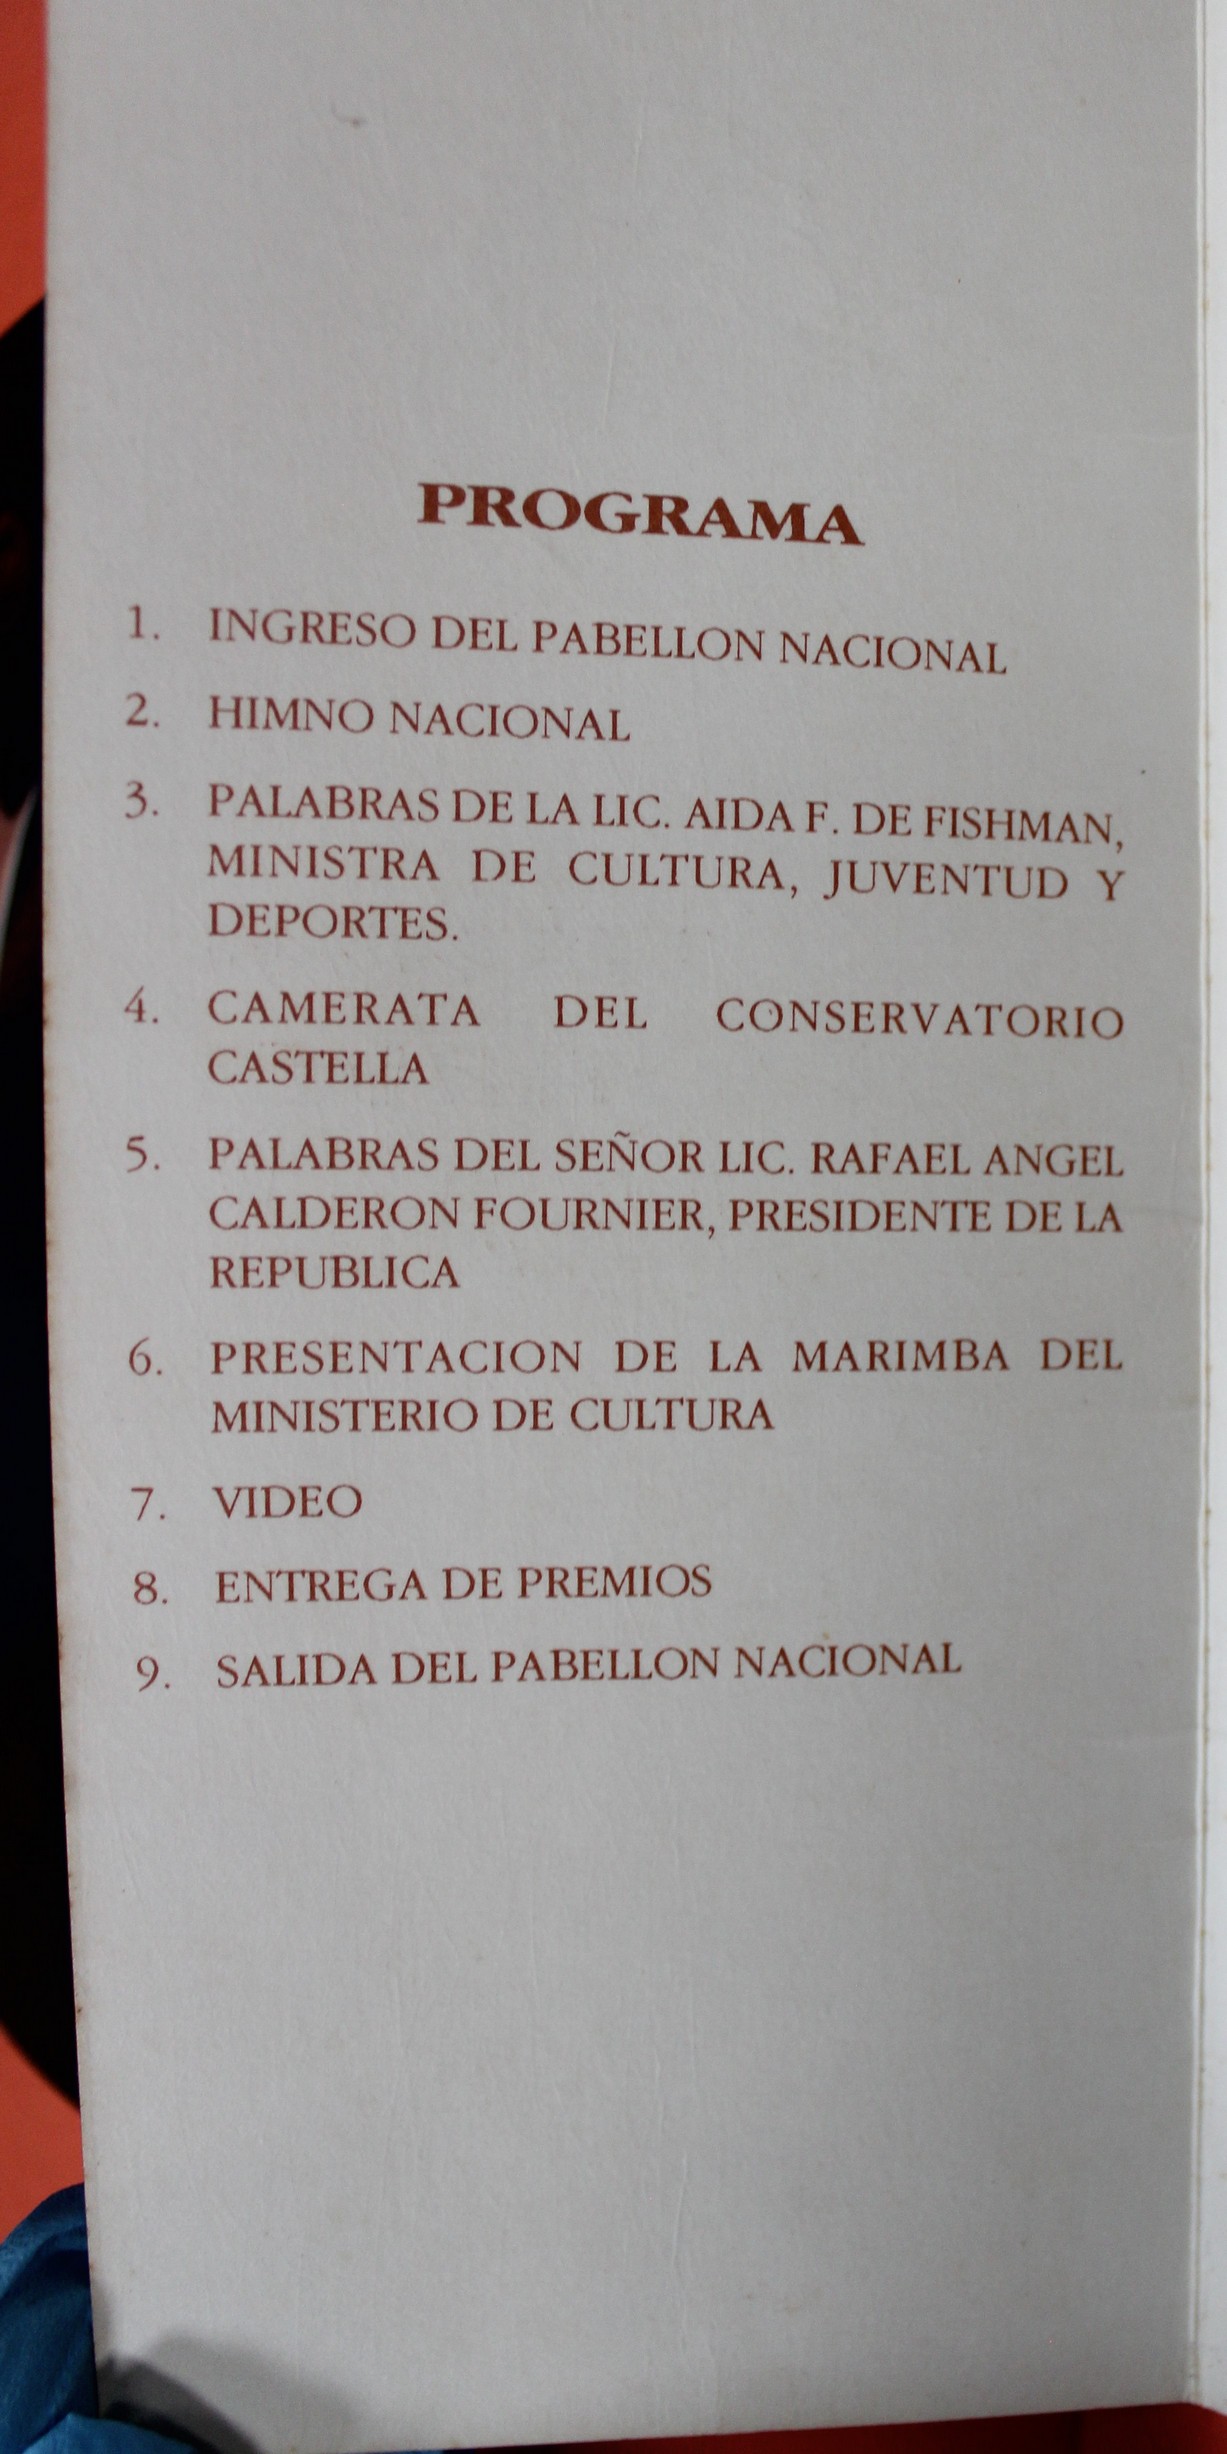 PROGRAMA
1. INGRESO DEL PABELLON NACIONAL
2. HIMNO NACIONAL
3. PALABRAS DE LA LIC. AIDA F. DE FISHMAN,
MINISTRA DE CULTURA, JUVENTUD Y
DEPORTES.
4. CAMERATA DEL CONSERVATORIO
CASTELLA
5. PALABRAS DEL SEÑOR LIC. RAFAEL ANGEL
CALDERON FOURNIER, PRESIDENTE DE LA
REPUBLICA
6. PRESENTACION DE LA MARIMBA DEL
MINISTERIO DE CULTURA
7. VIDEO
8. ENTREGA DE PREMIOS
9. SALIDA DEL PABELLON NACIONAL